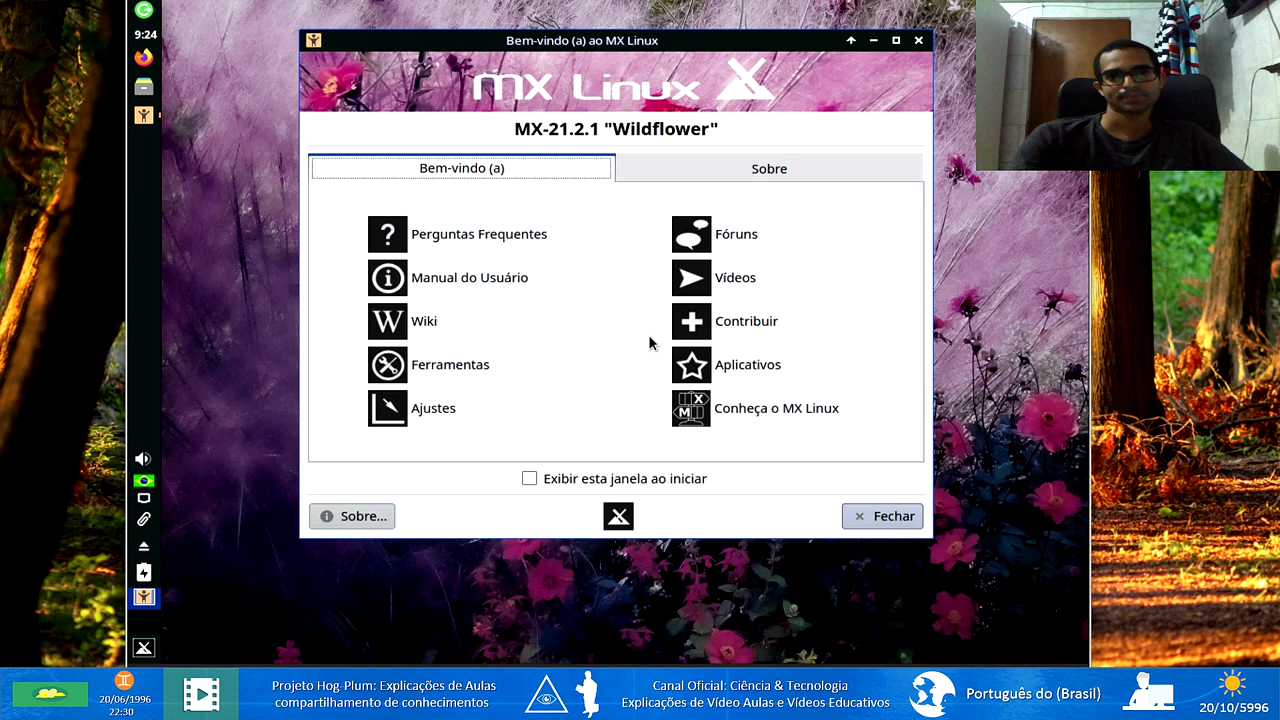 9:24
Bem-vindo (a) ao MX Linux
MX Linux
MX-21.2.1 "Wildflower"
Bem-vindo (a)
Sobre
Perguntas Frequentes
Fóruns
Manual do Usuário
Vídeos
Wiki
Contribuir
Ferramentas
Aplicativos
Ajustes
Conheça o MX Linux
Exibir esta janela ao iniciar
Sobre...
Fechar
20/06/1996
22:30
Projeto Hog-Plum: Explicações de Aulas
compartilhamento de conhecimentos
Canal Oficial: Ciência & Tecnologia
Explicações de Vídeo Aulas e Vídeos Educativos
Português do (Brasil)
20/10/5996